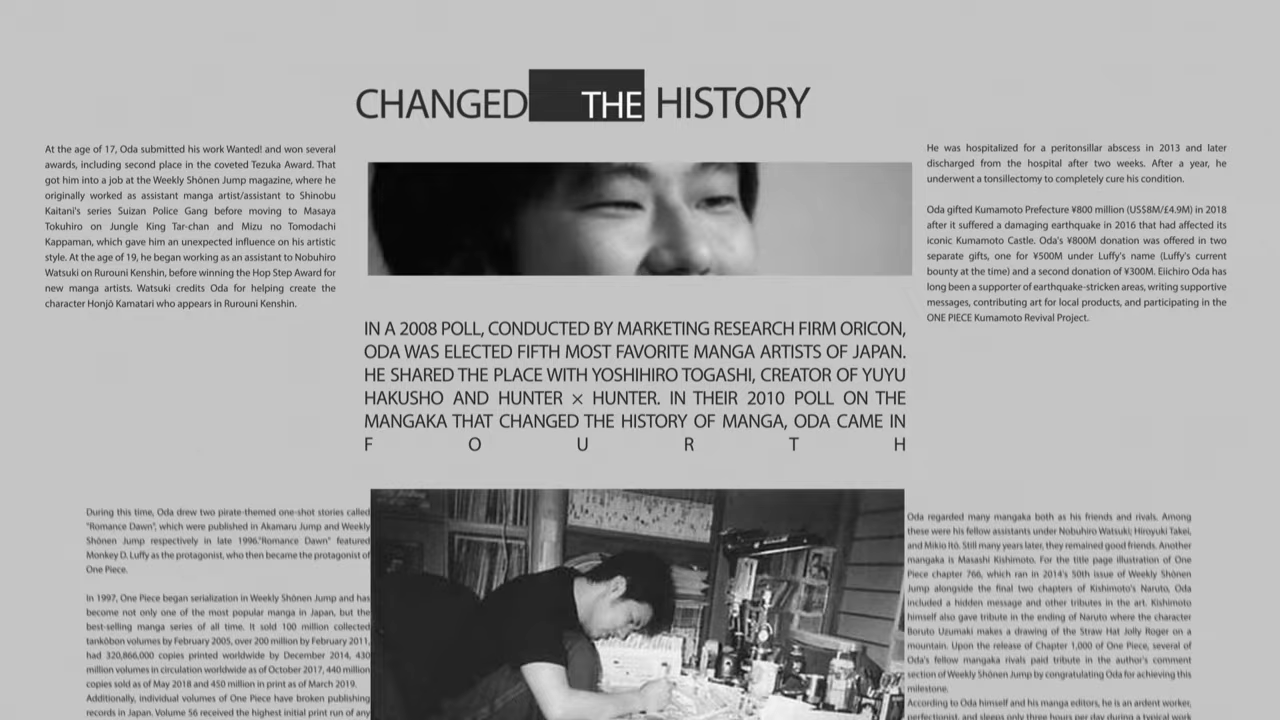 CHANGED THE HISTORY
At the age of 17, Oda submitted his work Wanted! and won several
awards, including second place in the coveted Tezuka Award. That
got him into a job at the Weekly Shōnen Jump magazine, where he
originally worked as assistant manga artist/assistant to Shinobu
Kaitani's series Suizan Police Gang before moving to Masaya
Tokuhiro on Jungle King Tar-chan and Mizu no Tomodachi
Kappaman, which gave him an unexpected influence on his artistic
style. At the age of 19, he began working as an assistant to Nobuhiro
Watsuki on Rurouni Kenshin, before winning the Hop Step Award for
new manga artists. Watsuki credits Oda for helping create the
character Honjō Kamatari who appears in Rurouni Kenshin.
IN A 2008 POLL, CONDUCTED BY MARKETING RESEARCH FIRM ORICON,
ODA WAS ELECTED FIFTH MOST FAVORITE MANGA ARTISTS OF JAPAN.
HE SHARED THE PLACE WITH YOSHIHIRO TOGASHI, CREATOR OF YUYU
HAKUSHO AND HUNTER × HUNTER. IN THEIR 2010 POLL ON THE
MANGAKA THAT CHANGED THE HISTORY OF MANGA, ODA CAME IN
F O U R T H
He was hospitalized for a peritonsillar abscess in 2013 and later
discharged from the hospital after two weeks. After a year, he
underwent a tonsillectomy to completely cure his condition.
Oda gifted Kumamoto Prefecture ¥800 million (US$8M/£4.9M) in 2018
after it suffered a damaging earthquake in 2016 that had affected its
iconic Kumamoto Castle. Oda's ¥800M donation was offered in two
separate gifts, one for ¥500M under Luffy's name (Luffy's current
bounty at the time) and a second donation of ¥300M. Eiichiro Oda has
long been a supporter of earthquake-stricken areas, writing supportive
messages, contributing art for local products, and participating in the
ONE PIECE Kumamoto Revival Project.
During this time, Oda drew two pirate-themed one-shot stories called
"Romance Dawn", which were published in Akamaru Jump and Weekly
Shōnen Jump respectively in late 1996."Romance Dawn" featured
Monkey D. Luffy as the protagonist, who then became the protagonist of
One Piece.
In 1997, One Piece began serialization in Weekly Shōnen Jump and has
become not only one of the most popular manga in Japan, but the
best-selling manga series of all time. It sold 100 million collected
tankōbon volumes by February 2005, over 200 million by February 2011,
had 320,866,000 copies printed worldwide by December 2014, 430
million volumes in circulation worldwide as of October 2017, 440 million
copies sold as of May 2018 and 450 million in print as of March 2019.
Additionally, individual volumes of One Piece have broken publishing
records in Japan. Volume 56 received the highest initial print run of any
Oda regarded many mangaka both as his friends and rivals. Among
these were his fellow assistants under Nobuhiro Watsuki; Hiroyuki Takei,
and Mikio Itō. Still many years later, they remained good friends. Another
mangaka is Masashi Kishimoto. For the title page illustration of One
Piece chapter 766, which ran in 2014's 50th issue of Weekly Shōnen
Jump alongside the final two chapters of Kishimoto's Naruto, Oda
included a hidden message and other tributes in the art. Kishimoto
himself also gave tribute in the ending of Naruto where the character
Boruto Uzumaki makes a drawing of the Straw Hat Jolly Roger on a
mountain. Upon the release of Chapter 1,000 of One Piece, several of
Oda's fellow mangaka rivals paid tribute in the author's comment
section of Weekly Shōnen Jump by congratulating Oda for achieving this
milestone.
According to Oda himself and his manga editors, he is an ardent worker,
perfectionist, and sleeps only three hours per day during a typical work